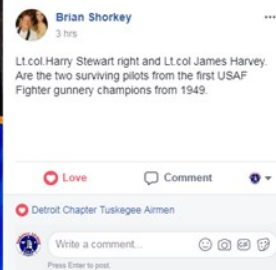 Brian Shorkey
3 hrs
Lt.col.Harry Stewart right and Lt.col James Harvey.
Are the two surviving pilots from the first USAF
Fighter gunnery champions from 1949.
Love
Comment
Detroit Chapter Tuskegee Airmen
Write a comment...
GIF
Press Enter to post.